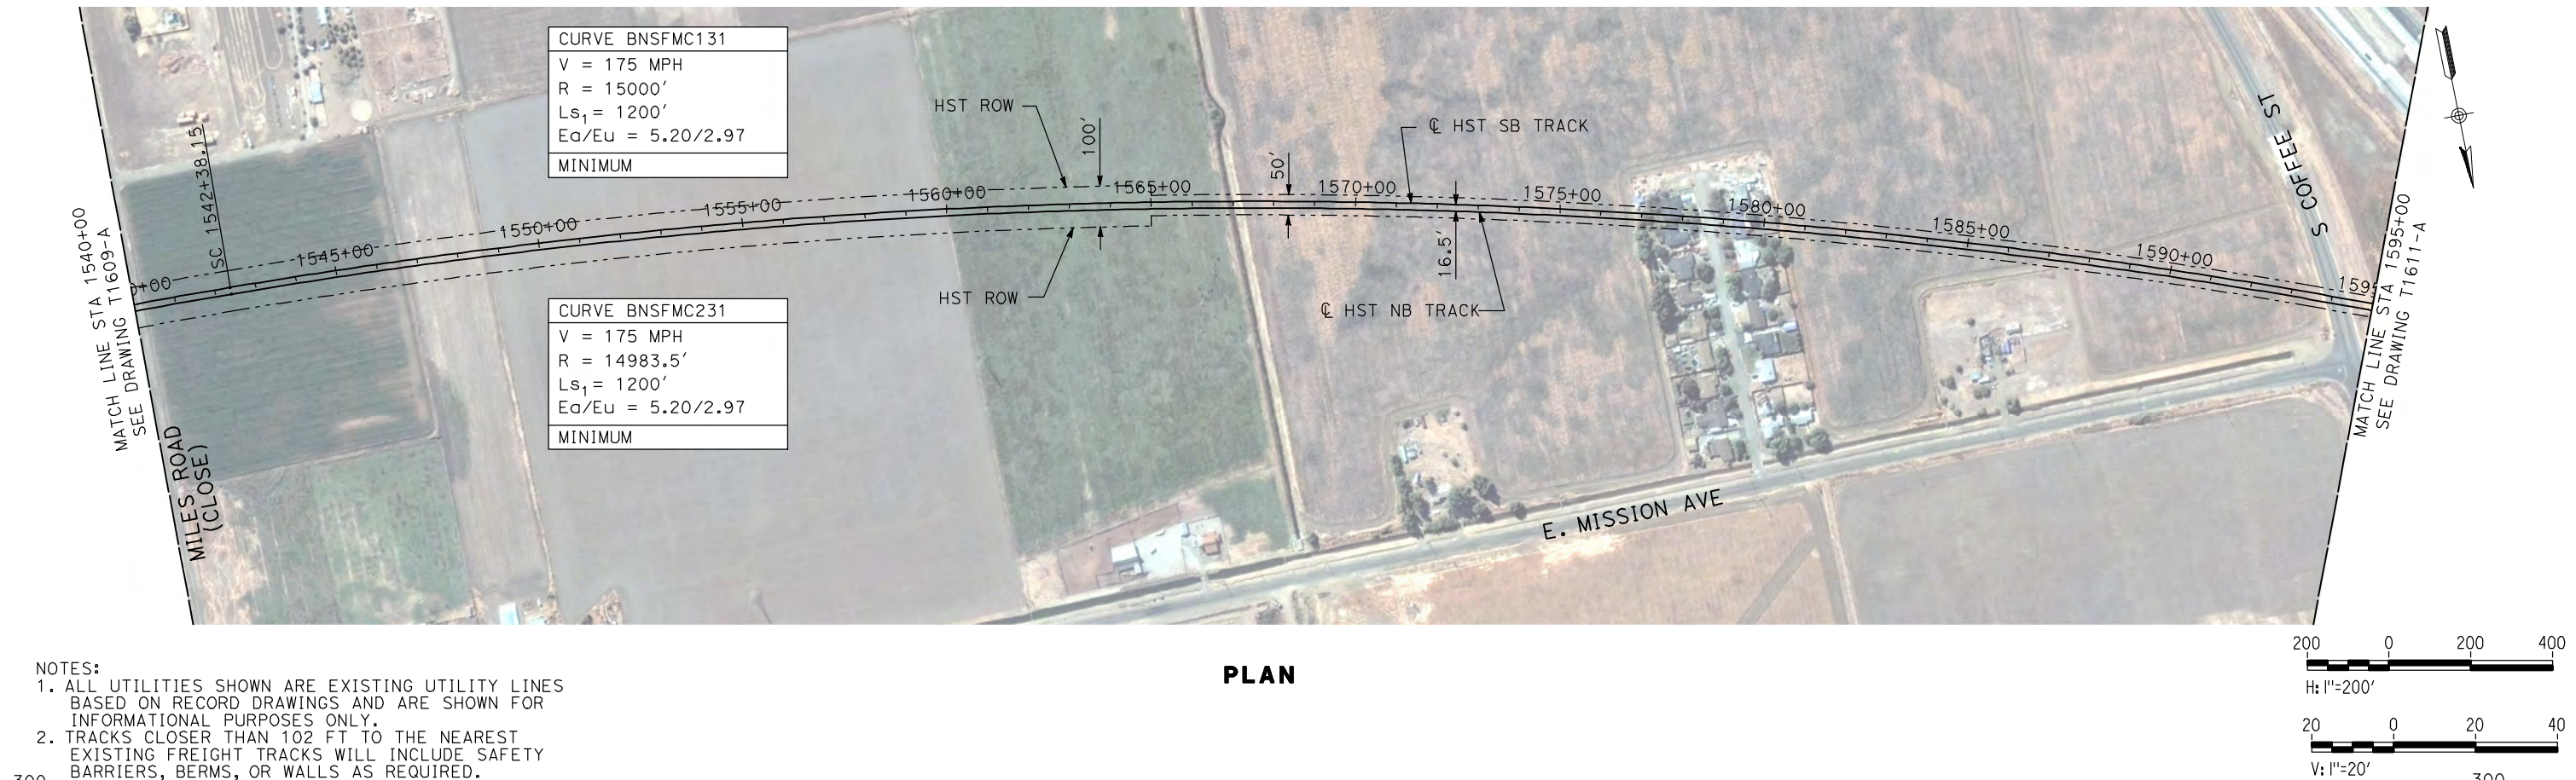 CURVE BNSFMC131
V = 175 MPH
R = 15000'
Ls1 = 1200'
Ea/Eu = 5.20/2.97
MINIMUM
HST ROW
100'
50'
℄ HST SB TRACK
S COFFEE ST
SC 1542+38.15
0+00
1545+00
1550+00
1555+00
1560+00
1565+00
1570+00
1575+00
1580+00
1585+00
1590+00
1595
16.5'
HST ROW
℄ HST NB TRACK
CURVE BNSFMC231
V = 175 MPH
R = 14983.5'
Ls1 = 1200'
Ea/Eu = 5.20/2.97
MINIMUM
MATCH LINE STA 1540+00
SEE DRAWING T1609-A
MATCH LINE STA 1595+00
SEE DRAWING T1611-A
MILES ROAD
(CLOSE)
E. MISSION AVE
PLAN
NOTES:
1. ALL UTILITIES SHOWN ARE EXISTING UTILITY LINES
BASED ON RECORD DRAWINGS AND ARE SHOWN FOR
INFORMATIONAL PURPOSES ONLY.
2. TRACKS CLOSER THAN 102 FT TO THE NEAREST
EXISTING FREIGHT TRACKS WILL INCLUDE SAFETY
BARRIERS, BERMS, OR WALLS AS REQUIRED.
300
200 0 200 400
H: 1"=200'
20 0 20 40
V: 1"=20'
300